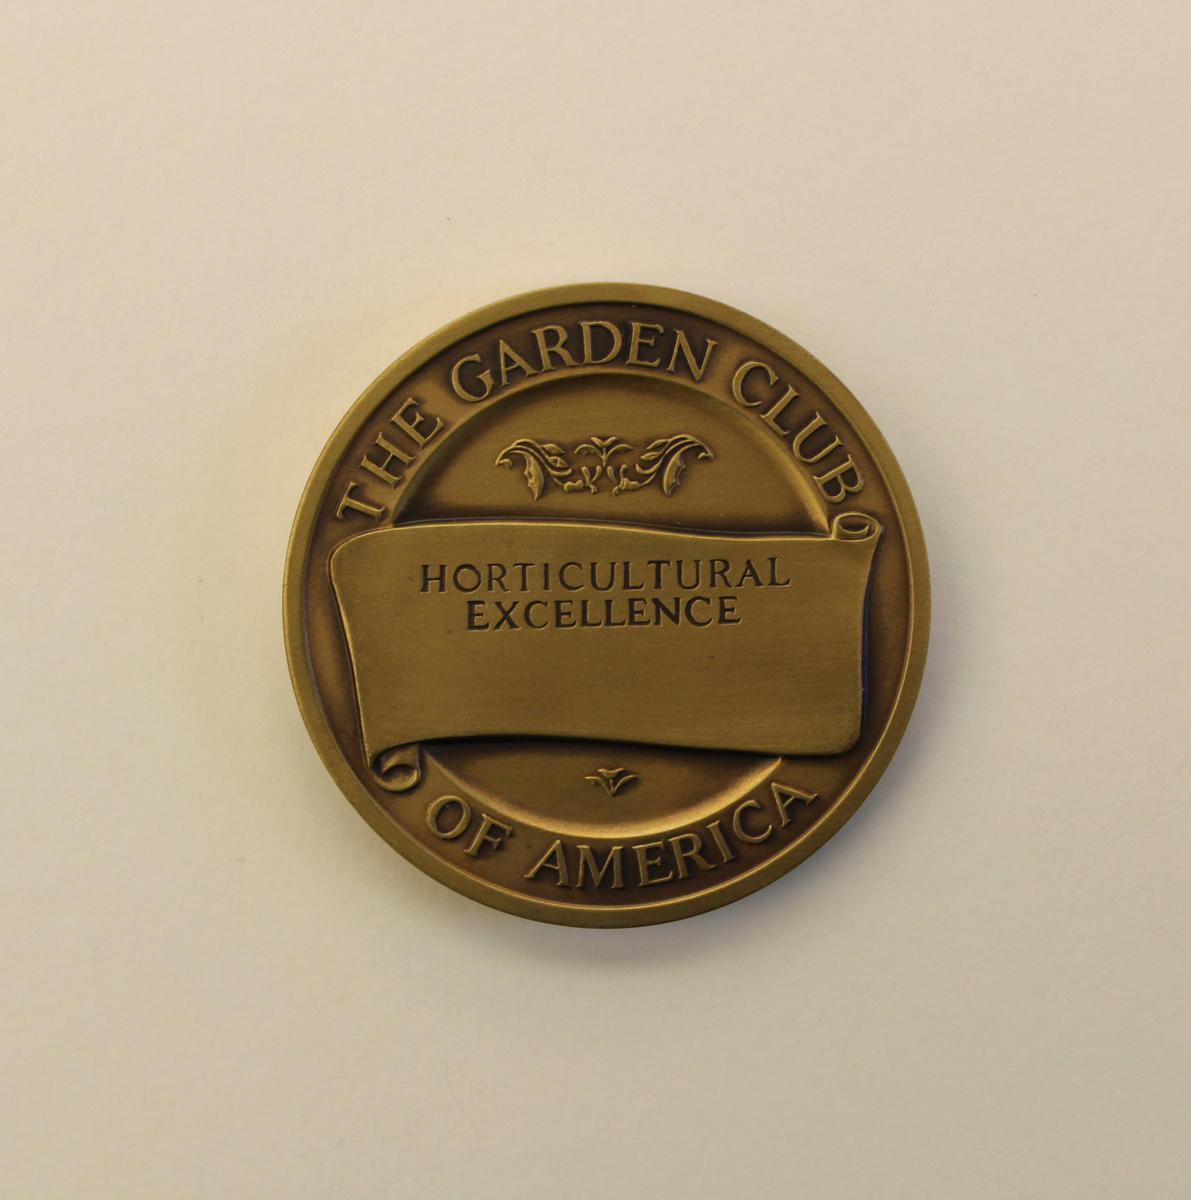 THE GARDEN CLUB
HORTICULTURAL
EXCELLENCE
OF AMERICA